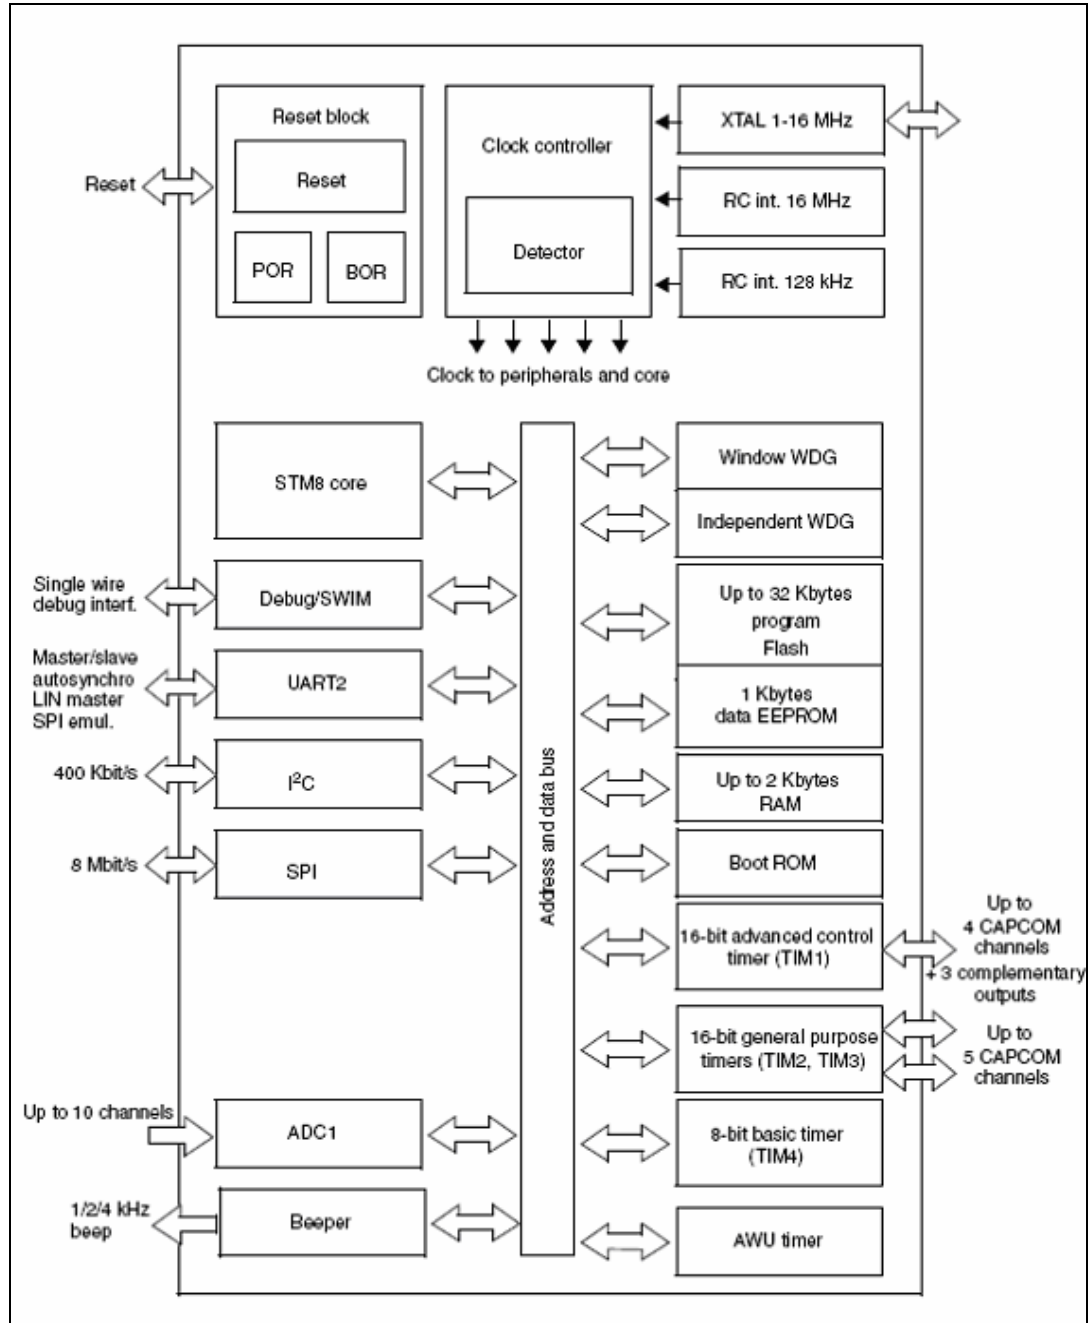 Reset block
Reset
POR
BOR
Reset
Clock controller
Detector
XTAL 1-16 MHz
RC int. 16 MHz
RC int. 128 kHz
Clock to peripherals and core
STM8 core
Single wire
debug interf.
Debug/SWIM
Master/slave
autosynchro
LIN master
SPI emul.
UART2
400 Kbit/s
I²C
8 Mbit/s
SPI
Up to 10 channels
ADC1
1/2/4 kHz
beep
Beeper
Address and data bus
Window WDG
Independent WDG
Up to 32 Kbytes
program
Flash
1 Kbytes
data EEPROM
Up to 2 Kbytes
RAM
Boot ROM
16-bit advanced control
timer (TIM1)
Up to
4 CAPCOM
channels
+ 3 complementary
outputs
16-bit general purpose
timers (TIM2, TIM3)
Up to
5 CAPCOM
channels
8-bit basic timer
(TIM4)
AWU timer